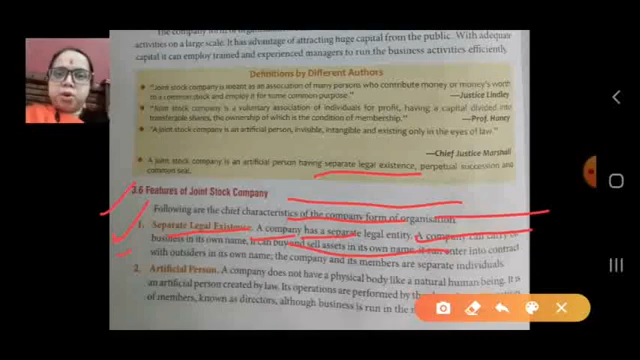 The company form of
activities on a large scale. It has advantage of attracting huge capital from the public. With adequate
capital it can employ trained and experienced managers to run the business activities efficiently.
Definitions by Different Authors
"Joint stock company is meant as an association of many persons who contribute money or money's worth
to a common stock and employ it for some common purpose." —Justice Lindley
"Joint stock company is a voluntary association of individuals for profit, having a capital divided into
transferable shares, the ownership of which is the condition of membership." —Prof. Haney
"A joint stock company is an artificial person, invisible, intangible and existing only in the eyes of law."
—Chief Justice Marshall
A joint stock company is an artificial person having separate legal existence, perpetual succession and
common seal.
3.6 Features of Joint Stock Company
Following are the chief characteristics of the company form of organisation.
1. Separate Legal Existence. A company has a separate legal entity. A company can carry
business in its own name, it can buy and sell assets in its own name, it can enter into contract
with outsiders in its own name; the company and its members are separate individuals.
2. Artificial Person. A company does not have a physical body like a natural human being. It is
an artificial person created by law. Its operations are performed by the
of members, known as directors, although business is run in the